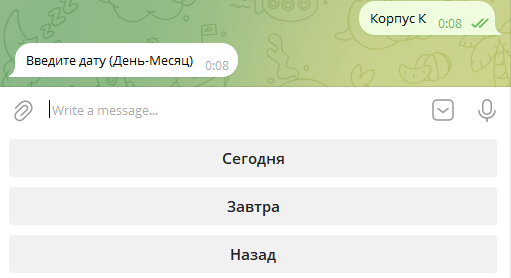 Корпус К
0:08
Введите дату (День-Месяц)
0:08
Write a message...
Сегодня
Завтра
Назад